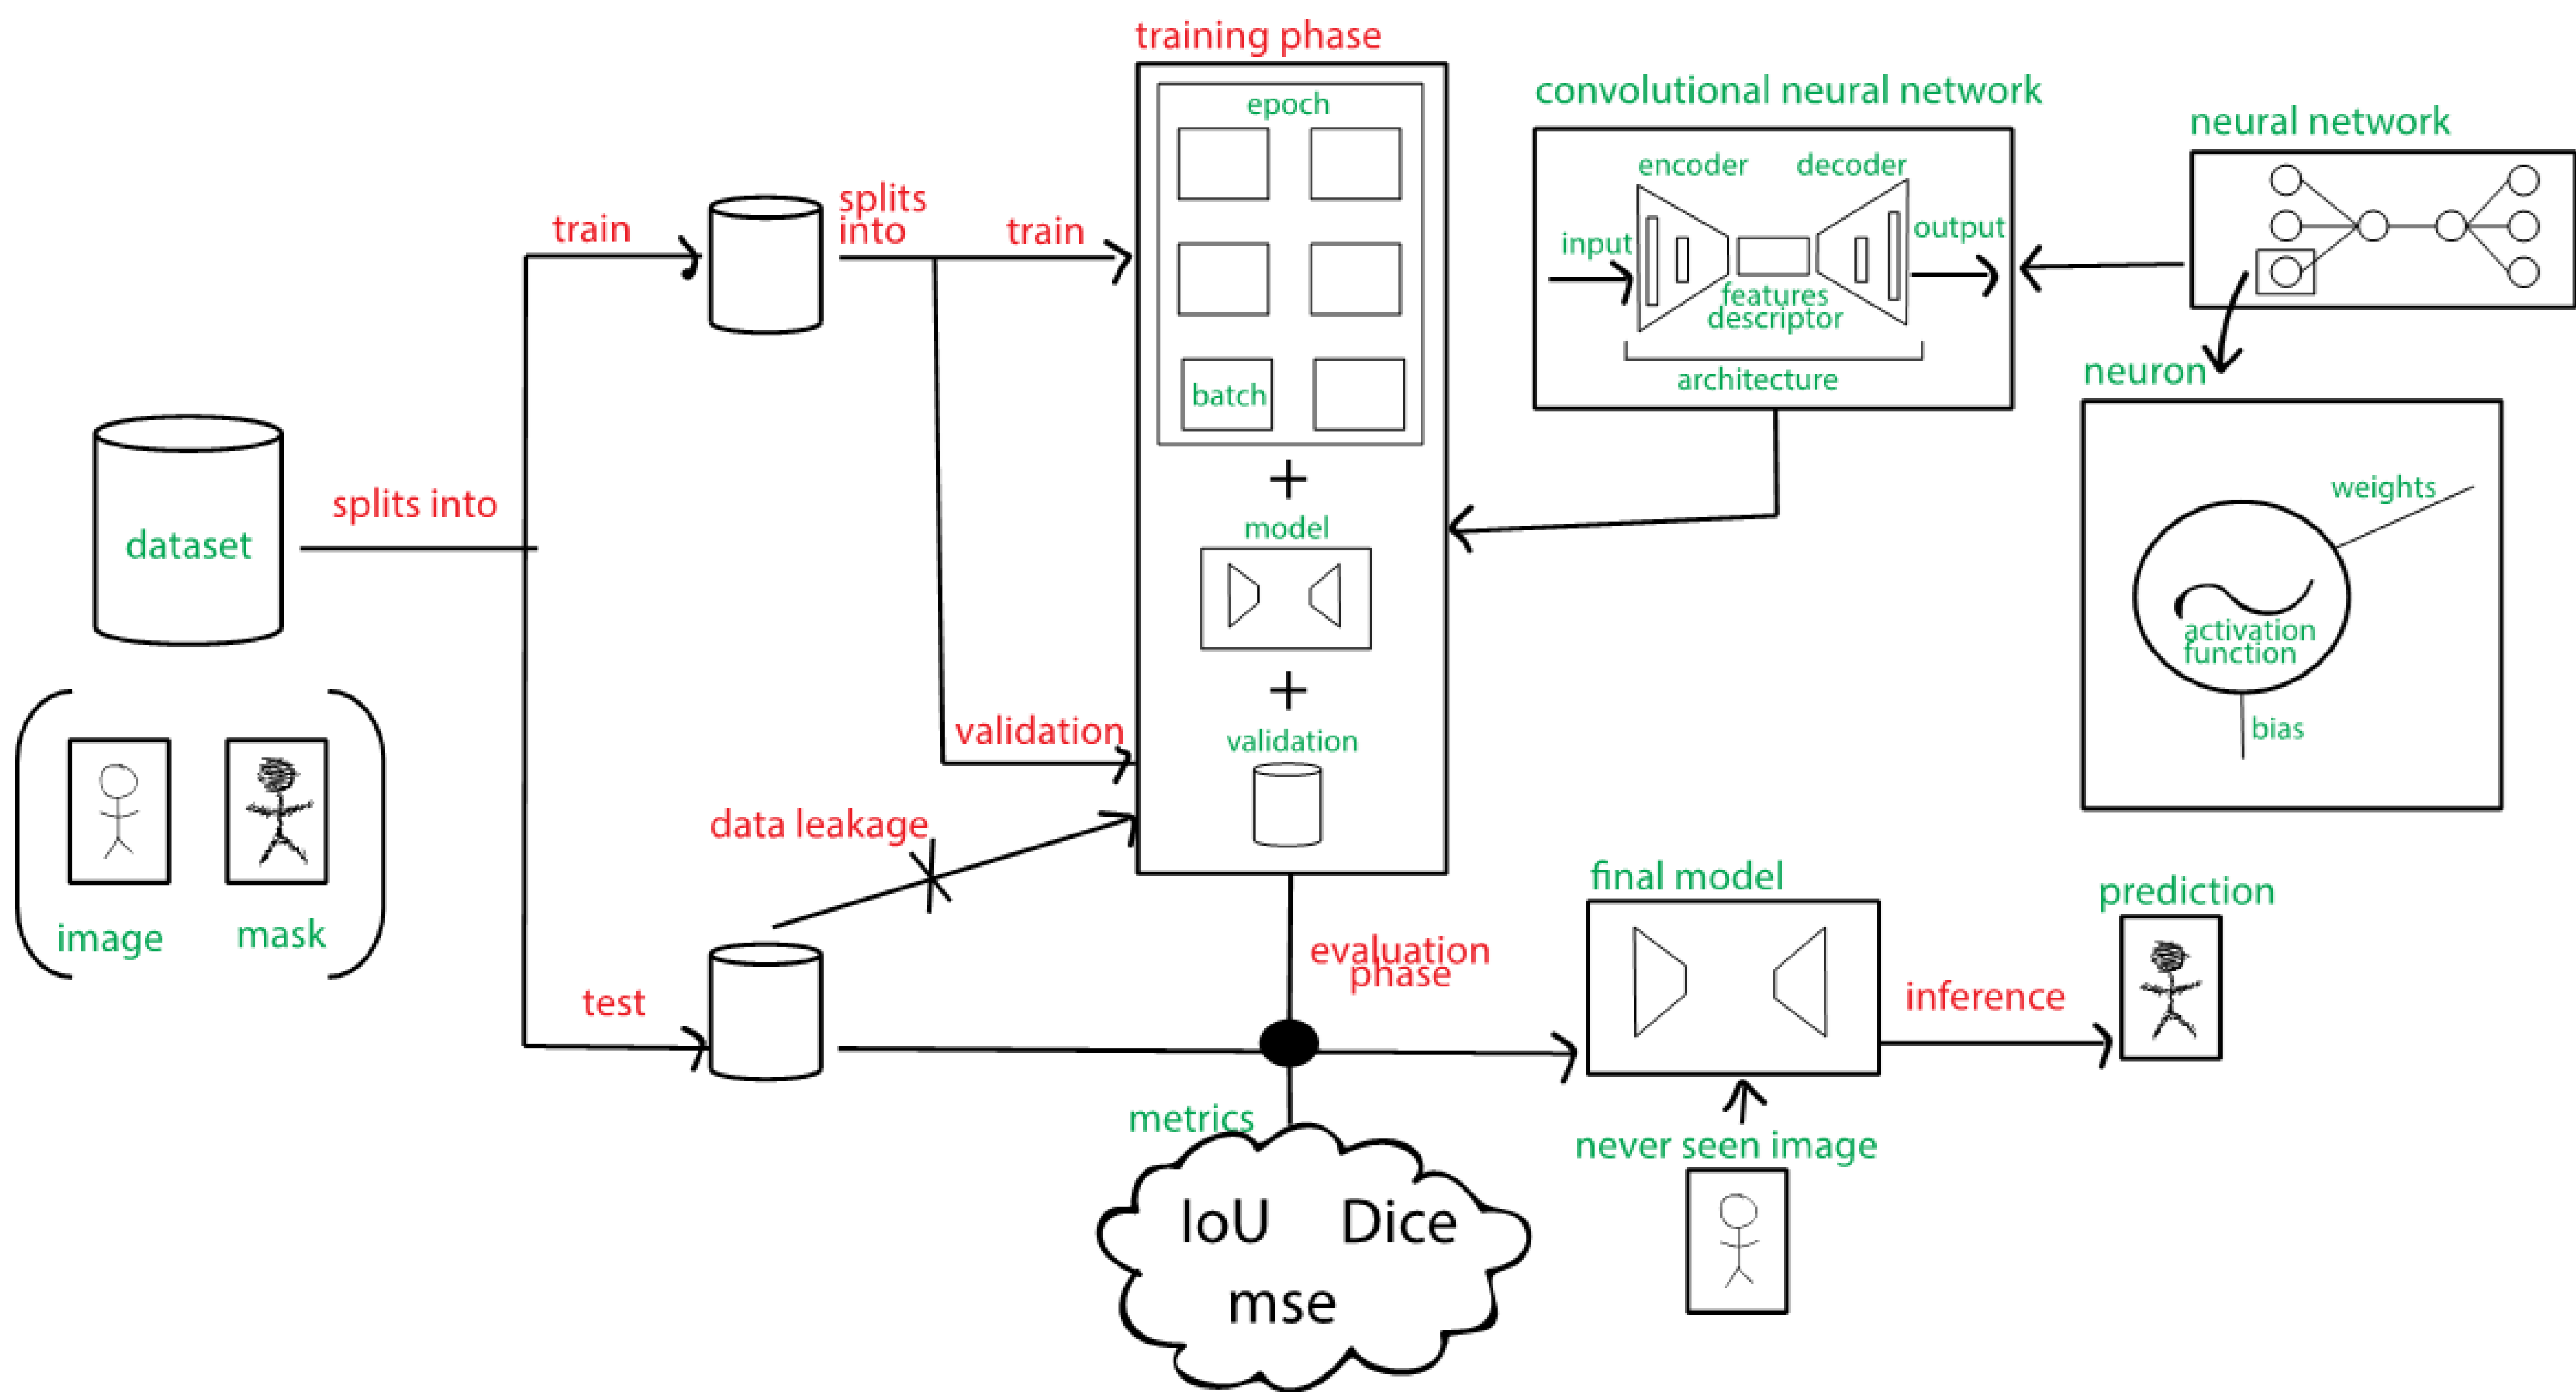 training phase
epoch
batch
+
model
+
validation
convolutional neural network
encoder
decoder
input
output
features
descriptor
architecture
neural network
neuron
weights
activation
function
bias
train
splits
into
train
dataset
splits into
validation
data leakage
image
mask
test
evaluation
phase
final model
prediction
inference
metrics
never seen image
IoU Dice
mse